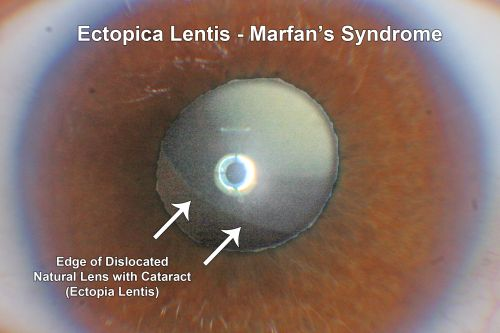 Ectopica Lentis - Marfan's Syndrome
Edge of Dislocated
Natural Lens with Cataract
(Ectopia Lentis)